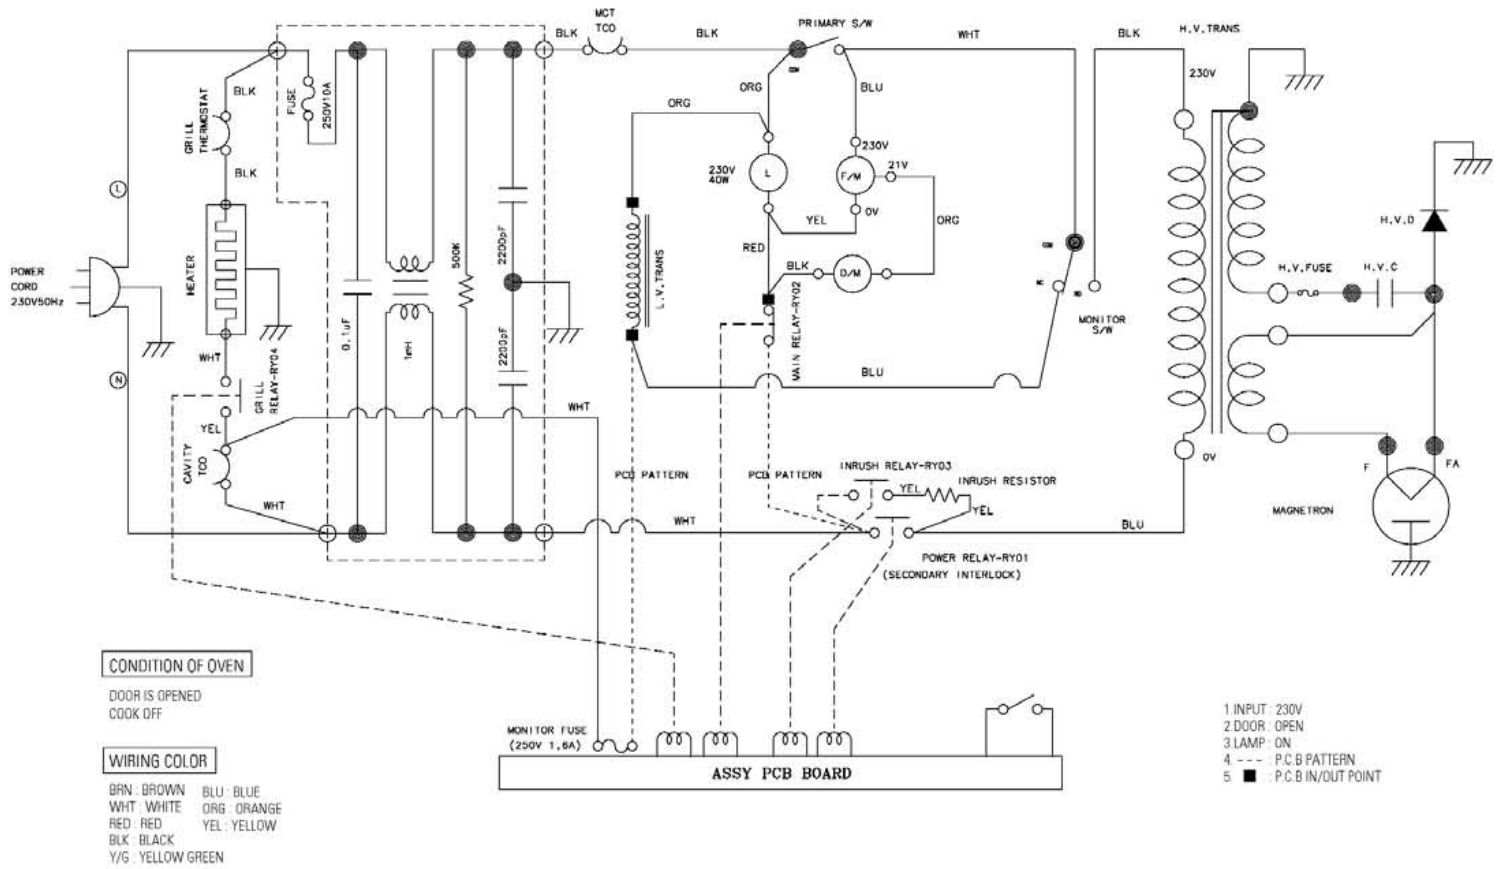 MCT
TCO
BLK
BLK
PRIMARY S/W
WHT
BLK
H.V.TRANS
230V
COM
ORG
BLU
ORG
BLK
FUSE
250V10A
GRILL
THERMOSTAT
BLK
230V
40W
L
230V
F/M
21V
0V
YEL
ORG
RED
BLK
D/M
L
N
POWER
CORD
230V50Hz
HEATER
WHT
GRILL
RELAY-RY04
YEL
CAVITY
TCO
WHT
0.1uF
1mH
500K
2200pF
2200pF
WHT
L.V.TRANS
MAIN RELAY-RY02
BLU
COM
NC
NO
MONITOR
S/W
H.V.D
H.V.FUSE
H.V.C
0V
F
FA
MAGNETRON
PCB PATTERN
PCB PATTERN
INRUSH RELAY-RY03
YEL
INRUSH RESISTOR
YEL
WHT
BLU
POWER RELAY-RY01
(SECONDARY INTERLOCK)
MONITOR FUSE
(250V 1,6A)
ASSY PCB BOARD
CONDITION OF OVEN
DOOR IS OPENED
COOK OFF
WIRING COLOR
BRN : BROWN BLU : BLUE
WHT : WHITE ORG : ORANGE
RED : RED YEL : YELLOW
BLK : BLACK
Y/G : YELLOW GREEN
1 INPUT : 230V
2.DOOR : OPEN
3.LAMP : ON
4 --- : P.C.B PATTERN
5. ■ : P.C.B IN/OUT POINT